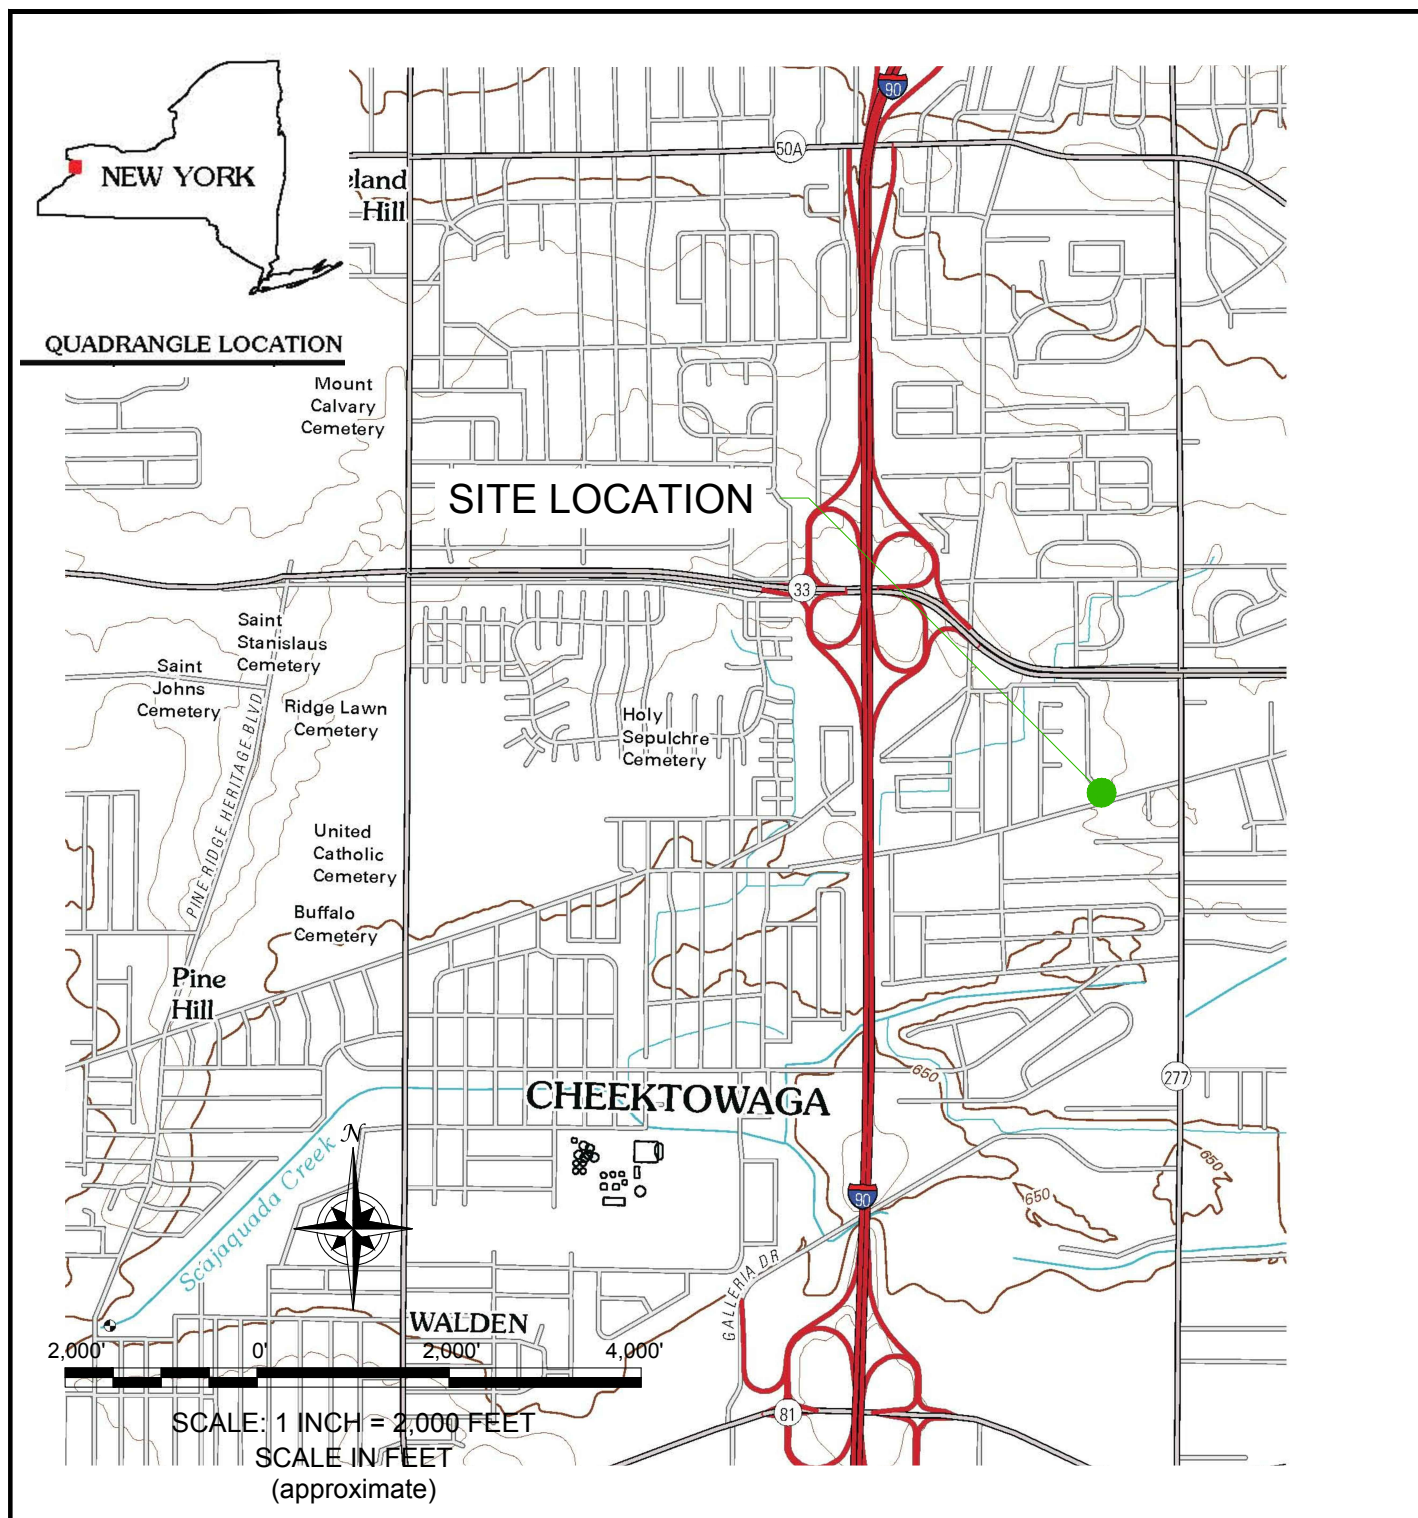 90
50A
NEW YORK
eland
Hill
QUADRANGLE LOCATION
Mount
Calvary
Cemetery
SITE LOCATION
33
Saint
Stanislaus
Cemetery
Saint
Johns
Cemetery
Ridge Lawn
Cemetery
Holy
Sepulchre
Cemetery
PINE RIDGE HERITAGE BLVD
United
Catholic
Cemetery
Buffalo
Cemetery
Pine
Hill
650
277
CHEEKTOWAGA
N
Scajaquada Creek
650
650
90
GALLERIA DR
WALDEN
2,000' 0' 2,000' 4,000'
81
SCALE: 1 INCH = 2,000 FEET
SCALE IN FEET
(approximate)